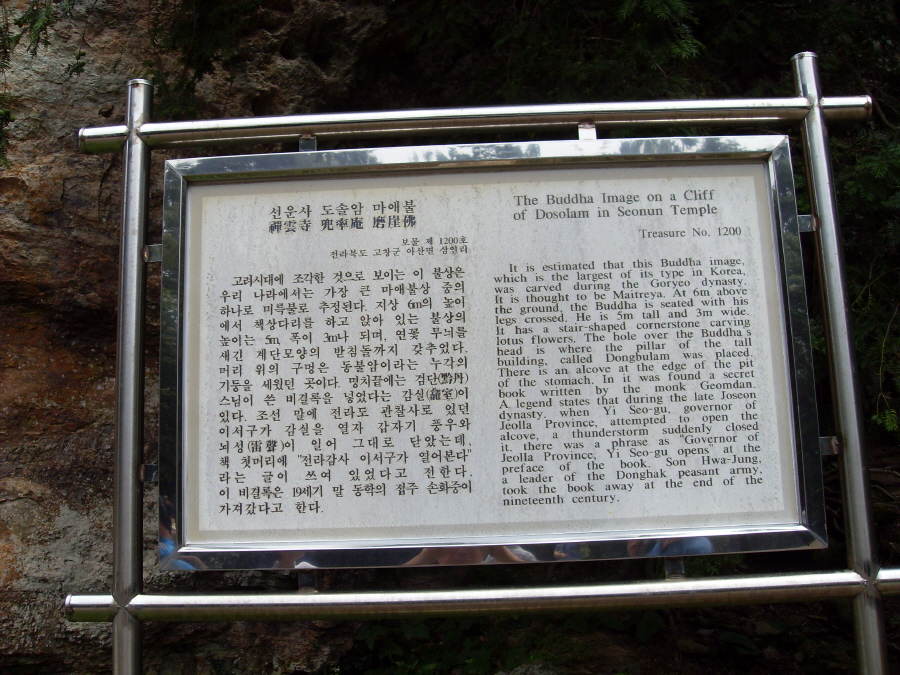 선운사 도솔암 마애불
禪雲寺 兜率庵 磨崖佛
보물 제 1200호
전라북도 고창군 아산면 삼인리
고려시대에 조각한 것으로 보이는 이 불상은
우리 나라에서는 가장 큰 마애불상 중의
하나로 미륵불로 추정된다. 지상 6m의 높이
에서 책상다리를 하고 앉아 있는 불상의
높이는 5m, 폭이 3m나 되며, 연꽃 무늬를
새긴 계단모양의 받침돌까지 갖추었다.
머리 위의 구멍은 동불암이라는 누각의
기둥을 세웠던 곳이다. 명치끝에는 검단(黔丹)
스님이 쓴 비결록을 넣었다는 감실(龕室)이
있다. 조선 말에 전라도 관찰사로 있던
이서구가 감실을 열자 갑자기 풍우와
뇌성(雷聲)이 일어 그대로 닫았는데,
책 첫머리에 "전라감사 이서구가 열어본다"
라는 글이 쓰여 있었다고 전한다.
이 비결록은 19세기 말 동학의 접주 손화중이
가져갔다고 한다.
The Buddha Image on a Cliff
of Dosolam in Seonun Temple
Treasure No. 1200
It is estimated that this Buddha image,
which is the largest of its type in Korea,
was carved during the Goryeo dynasty.
It is thought to be Maitreya. At 6m above
the ground, the Buddha is seated with his
legs crossed. He is 5m tall and 3m wide.
It has a stair-shaped cornerstone carving
lotus flowers. The hole over the Buddha's
head is where the pillar of the tall
building, called Dongbulam was placed.
There is an alcove at the edge of the pit
of the stomach. In it was found a secret
book written by the monk Geomdan.
A legend states that during the late Joseon
dynasty. when Yi Seo-gu, governor of
Jeolla Province, attempted to open the
alcove, a thunderstorm suddenly closed
it. there was a phrase as "Governor of
Jeolla Province, Yi Seo-gu opens" at the
preface of the book. Son Hwa-Jung,
a leader of the Donghak peasant army,
took the book away at the end of the
nineteenth century.